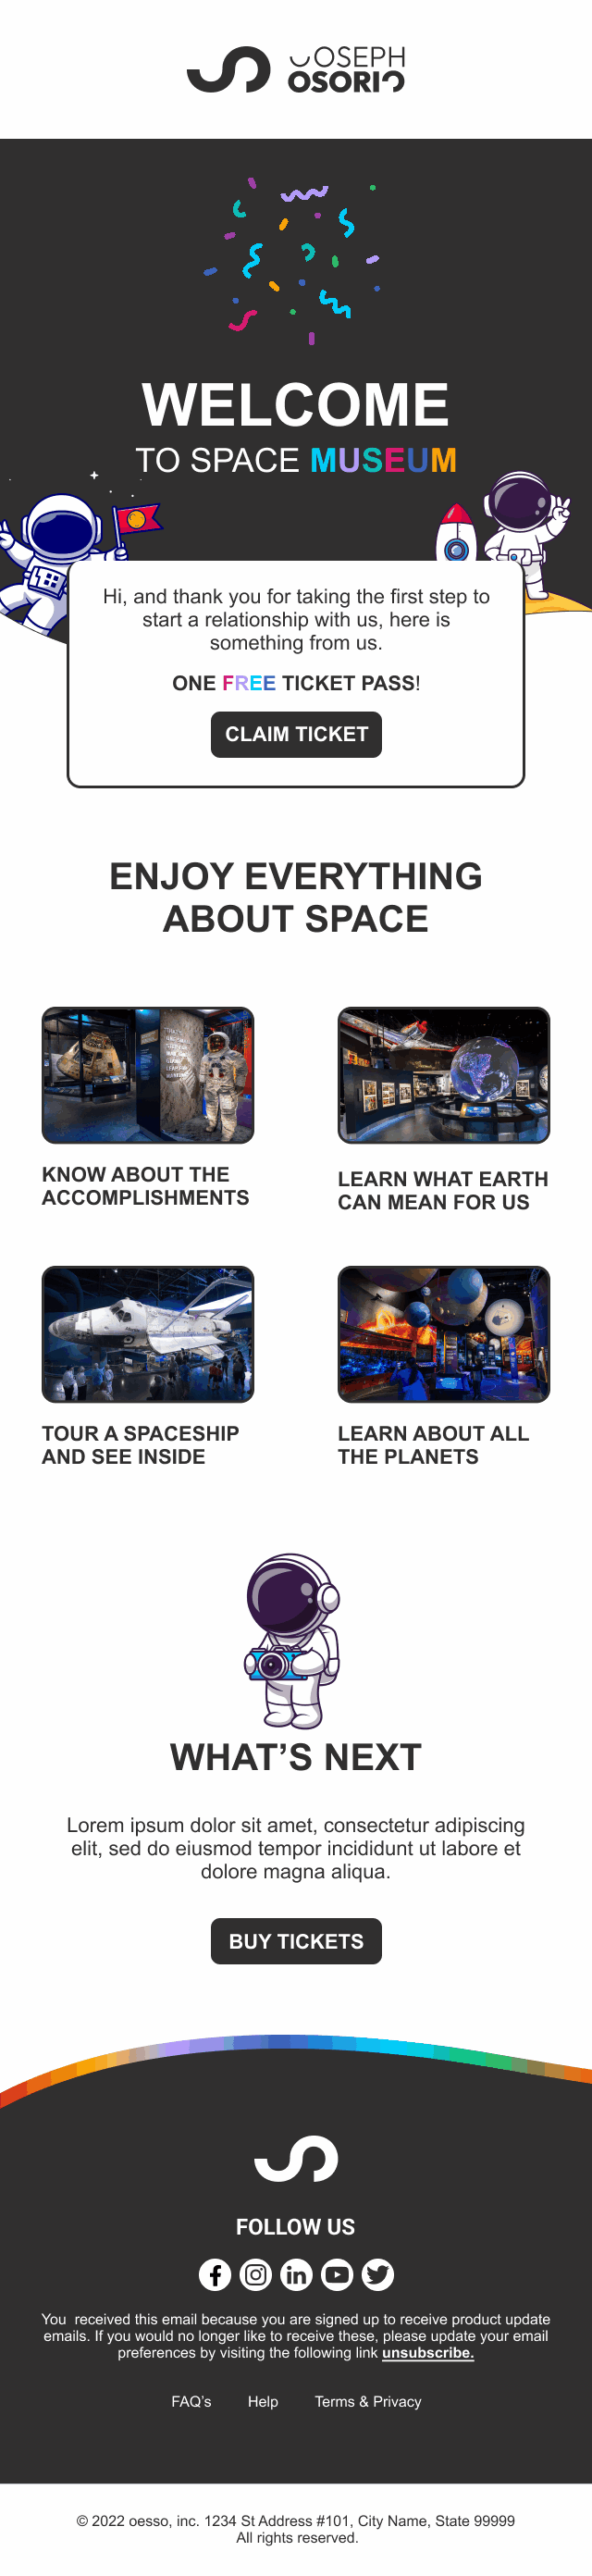 JOSEPH
OSORIO
WELCOME
TO SPACE MUSEUM
Hi, and thank you for taking the first step to
start a relationship with us, here is
something from us.
ONE FREE TICKET PASS!
CLAIM TICKET
ENJOY EVERYTHING
ABOUT SPACE
KNOW ABOUT THE
ACCOMPLISHMENTS
LEARN WHAT EARTH
CAN MEAN FOR US
TOUR A SPACESHIP
AND SEE INSIDE
LEARN ABOUT ALL
THE PLANETS
WHAT’S NEXT
Lorem ipsum dolor sit amet, consectetur adipiscing
elit, sed do eiusmod tempor incididunt ut labore et
dolore magna aliqua.
BUY TICKETS
FOLLOW US
You received this email because you are signed up to receive product update
emails. If you would no longer like to receive these, please update your email
preferences by visiting the following link unsubscribe.
FAQ’s Help Terms & Privacy
© 2022 oesso, inc. 1234 St Address #101, City Name, State 99999
All rights reserved.